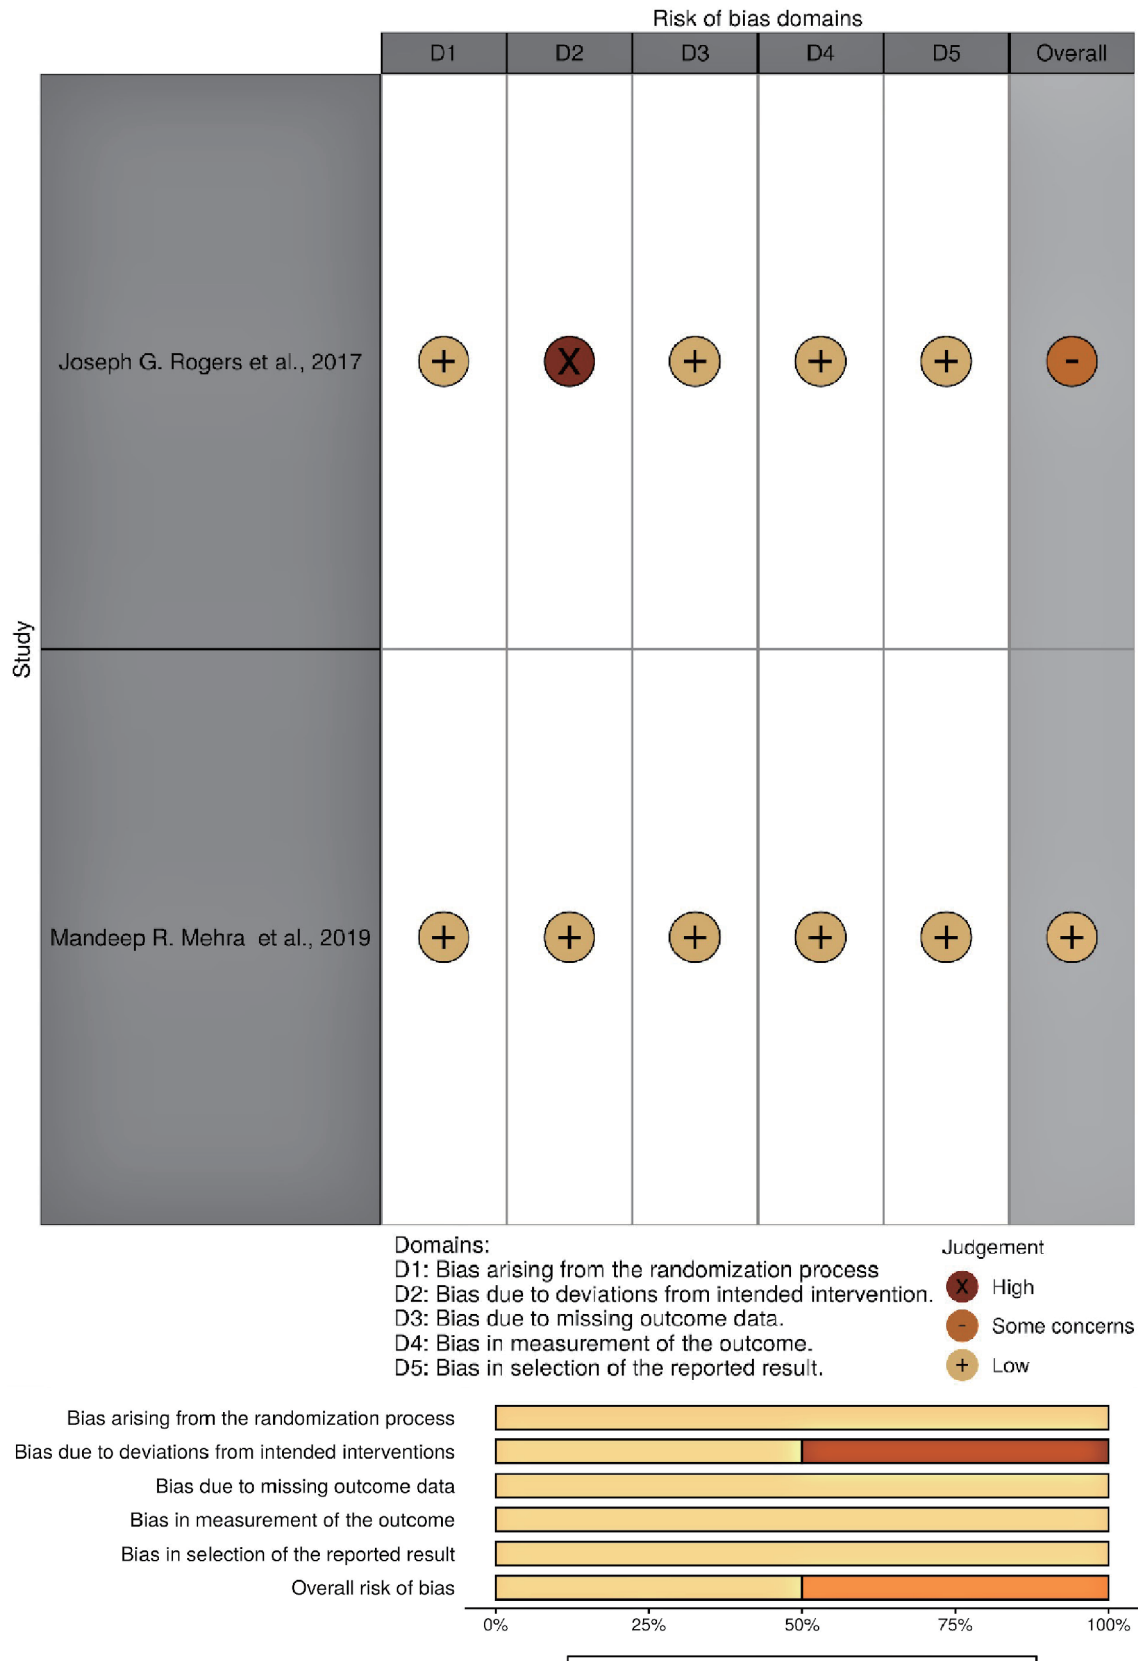 Risk of bias domains
D1 D2 D3 D4 D5 Overall
Study
Joseph G. Rogers et al., 2017 + X + + + -
Mandeep R. Mehra et al., 2019 + + + + + +
Domains:
D1: Bias arising from the randomization process
D2: Bias due to deviations from intended intervention.
D3: Bias due to missing outcome data.
D4: Bias in measurement of the outcome.
D5: Bias in selection of the reported result.
Judgement
X High
- Some concerns
+ Low
Bias arising from the randomization process
Bias due to deviations from intended interventions
Bias due to missing outcome data
Bias in measurement of the outcome
Bias in selection of the reported result
Overall risk of bias
0% 25% 50% 75% 100%